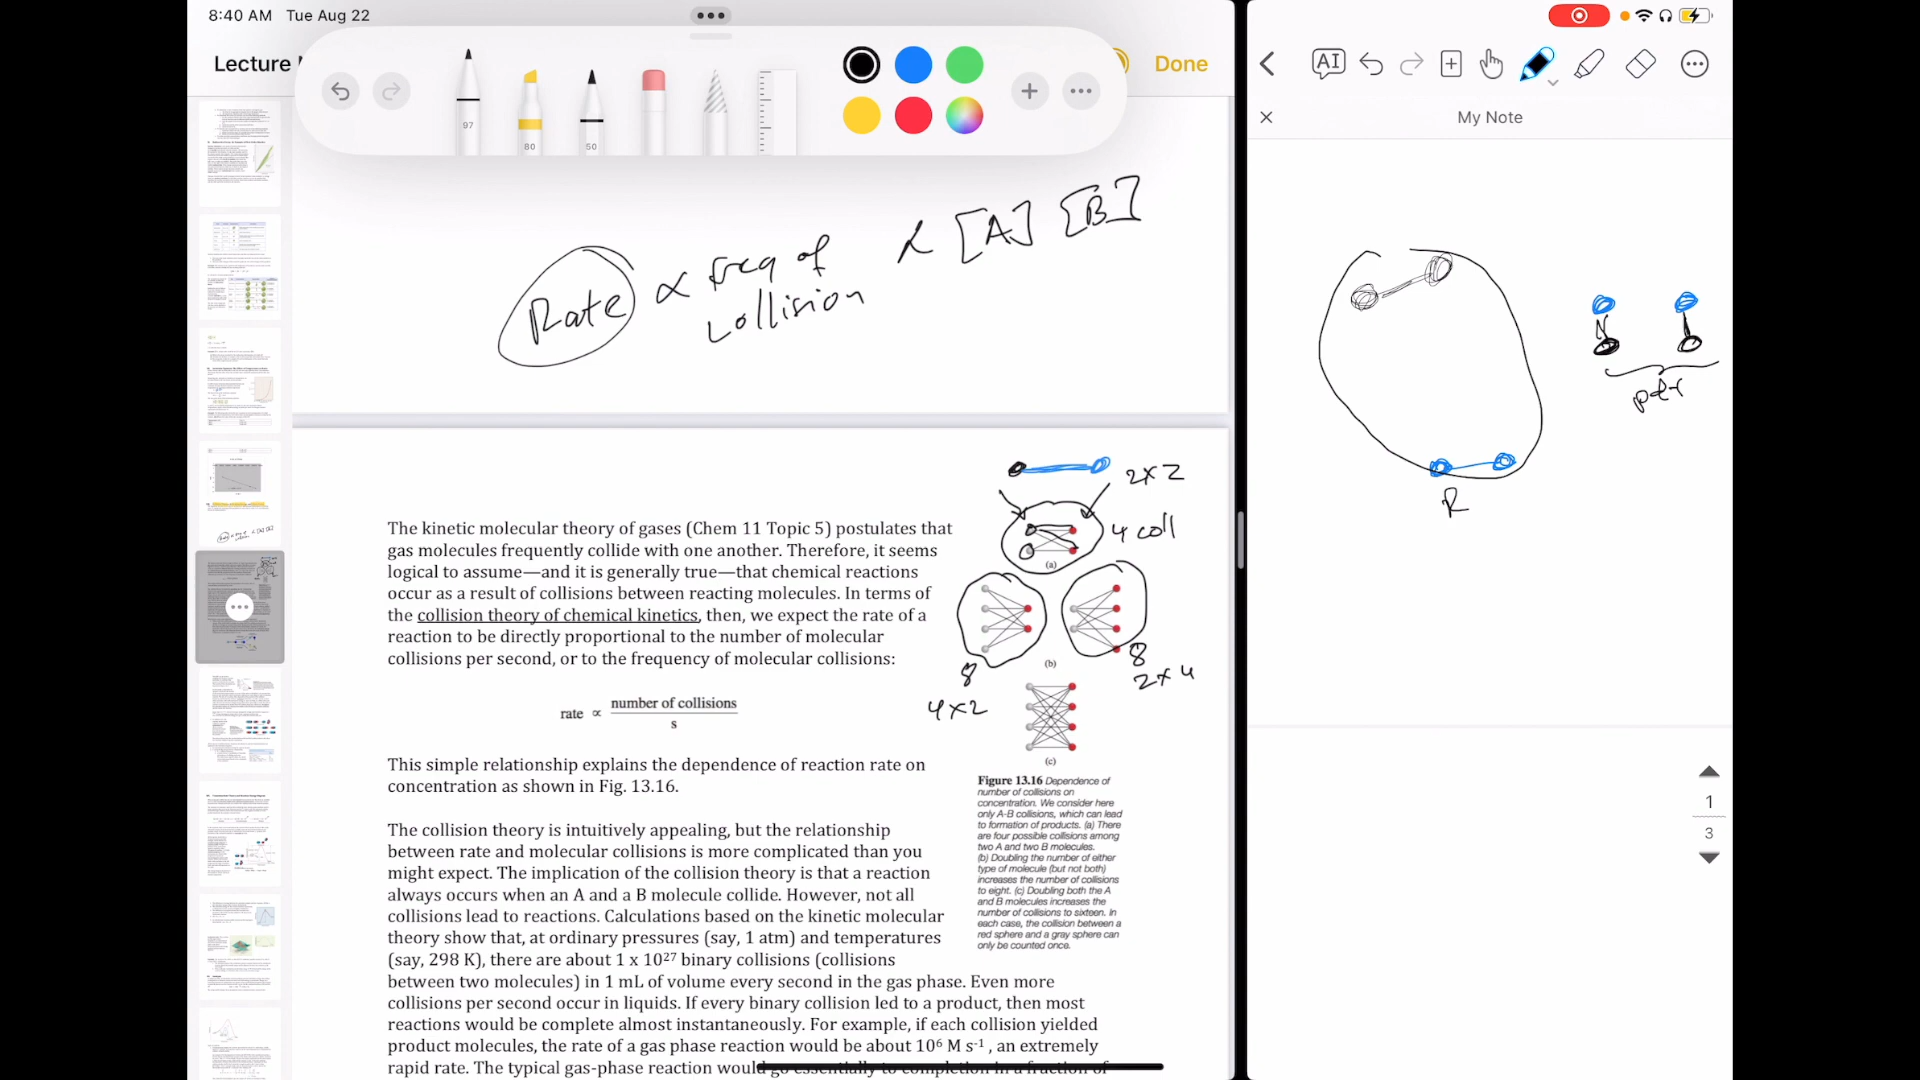 8:40 AM Tue Aug 22
Lecture
Done
97
80
50
AI
My Note
Rate ∝ freq of collision ∝ [A] [B]
2x2
4 coll
(a)
8
8
(b)
2x4
4x2
(c)
The kinetic molecular theory of gases (Chem 11 Topic 5) postulates that
gas molecules frequently collide with one another. Therefore, it seems
logical to assume—and it is generally true—that chemical reactions
occur as a result of collisions between reacting molecules. In terms of
the collision theory of chemical kinetics, then, we expect the rate of a
reaction to be directly proportional to the number of molecular
collisions per second, or to the frequency of molecular collisions:
rate ∝ number of collisions
s
This simple relationship explains the dependence of reaction rate on
concentration as shown in Fig. 13.16.
The collision theory is intuitively appealing, but the relationship
between rate and molecular collisions is more complicated than you
might expect. The implication of the collision theory is that a reaction
always occurs when an A and a B molecule collide. However, not all
collisions lead to reactions. Calculations based on the kinetic molecular
theory show that, at ordinary pressures (say, 1 atm) and temperatures
(say, 298 K), there are about 1 x 10²⁷ binary collisions (collisions
between two molecules) in 1 mL of volume every second in the gas phase. Even more
collisions per second occur in liquids. If every binary collision led to a product, then most
reactions would be complete almost instantaneously. For example, if each collision yielded
product molecules, the rate of a gas phase reaction would be about 10⁶ M s⁻¹ , an extremely
rapid rate. The typical gas-phase reaction would go essentially to completion in a fraction of
Figure 13.16 Dependence of
number of collisions on
concentration. We consider here
only A-B collisions, which can lead
to formation of products. (a) There
are four possible collisions among
two A and two B molecules.
(b) Doubling the number of either
type of molecule (but not both)
increases the number of collisions
to eight. (c) Doubling both the A
and B molecules increases the
number of collisions to sixteen. In
each case, the collision between a
red sphere and a gray sphere can
only be counted once.
R
1
3